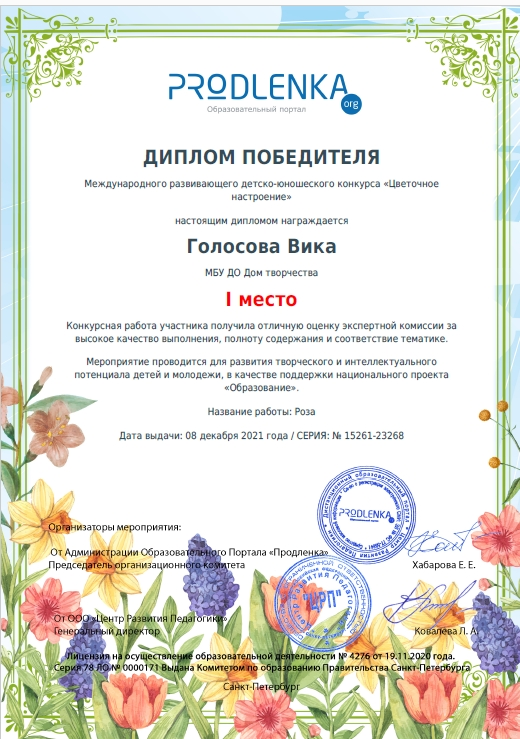 PRODLENKA
org
Образовательный портал
ДИПЛОМ ПОБЕДИТЕЛЯ
Международного развивающего детско-юношеского конкурса «Цветочное
настроение»
настоящим дипломом награждается
Голосова Вика
МБУ ДО Дом творчества
I место
Конкурсная работа участника получила отличную оценку экспертной комиссии за
высокое качество выполнения, полноту содержания и соответствие тематике.
Мероприятие проводится для развития творческого и интеллектуального
потенциала детей и молодежи, в качестве поддержки национального проекта
«Образование».
Название работы: Роза
Дата выдачи: 08 декабря 2021 года / СЕРИЯ: № 15261-23268
PRODLENKA
Организаторы мероприятия:
От Администрации Образовательного Портала «Продленка»
Председатель организационного комитета
Хабарова Е. Е.
"ЦРП"
От ООО «Центр Развития Педагогики»
Генеральный директор
Ковалева Л. А.
Лицензия на осуществление образовательной деятельности № 4276 от 19.11.2020 года.
Серия 78 ЛО № 0000171 Выдана Комитетом по образованию Правительства Санкт-Петербурга
Санкт-Петербург